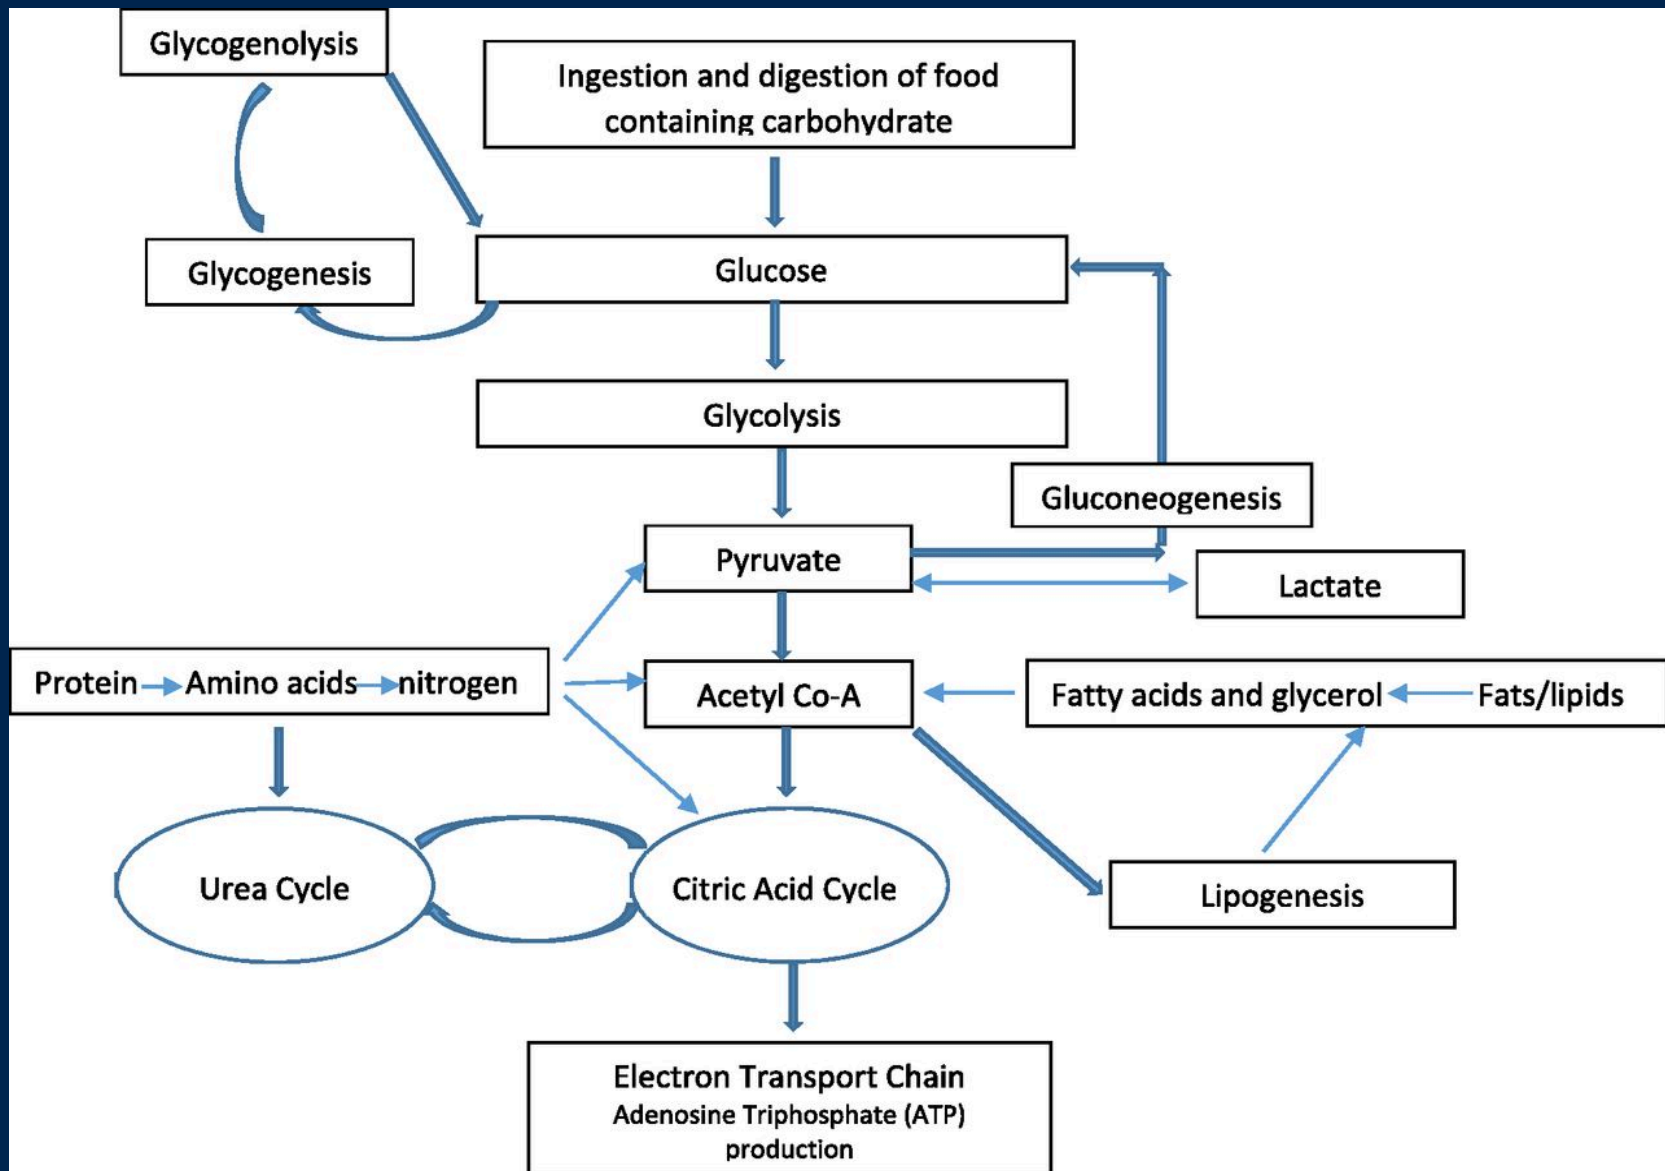 Glycogenolysis
Ingestion and digestion of food
containing carbohydrate
Glycogenesis
Glucose
Glycolysis
Gluconeogenesis
Pyruvate
Lactate
Protein Amino acids nitrogen
Acetyl Co-A
Fatty acids and glycerol Fats/lipids
Urea Cycle
Citric Acid Cycle
Lipogenesis
Electron Transport Chain
Adenosine Triphosphate (ATP)
production